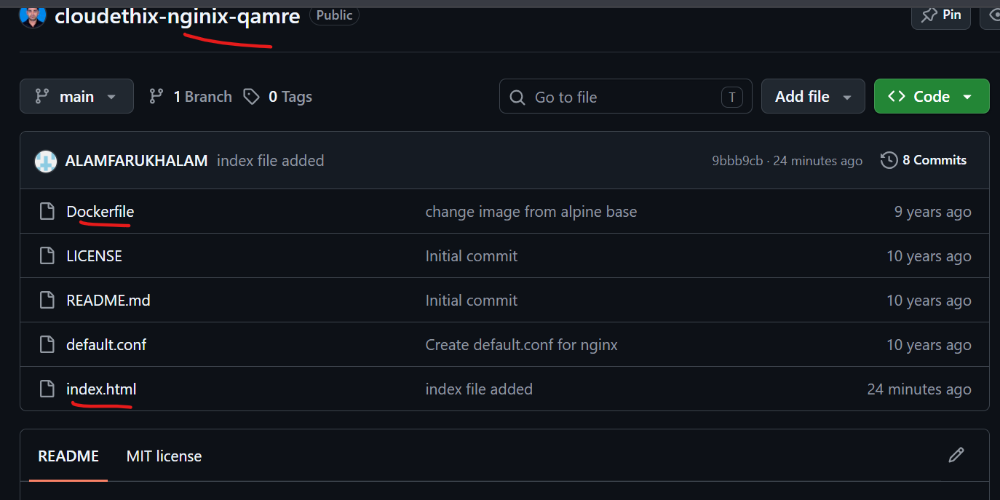 cloudethix-nginix-qamre Public Pin
main 1 Branch 0 Tags Go to file T Add file Code
ALAMFARUKHALAM index file added 9bbb9cb · 24 minutes ago 8 Commits
Dockerfile change image from alpine base 9 years ago
LICENSE Initial commit 10 years ago
README.md Initial commit 10 years ago
default.conf Create default.conf for nginx 10 years ago
index.html index file added 24 minutes ago
README MIT license